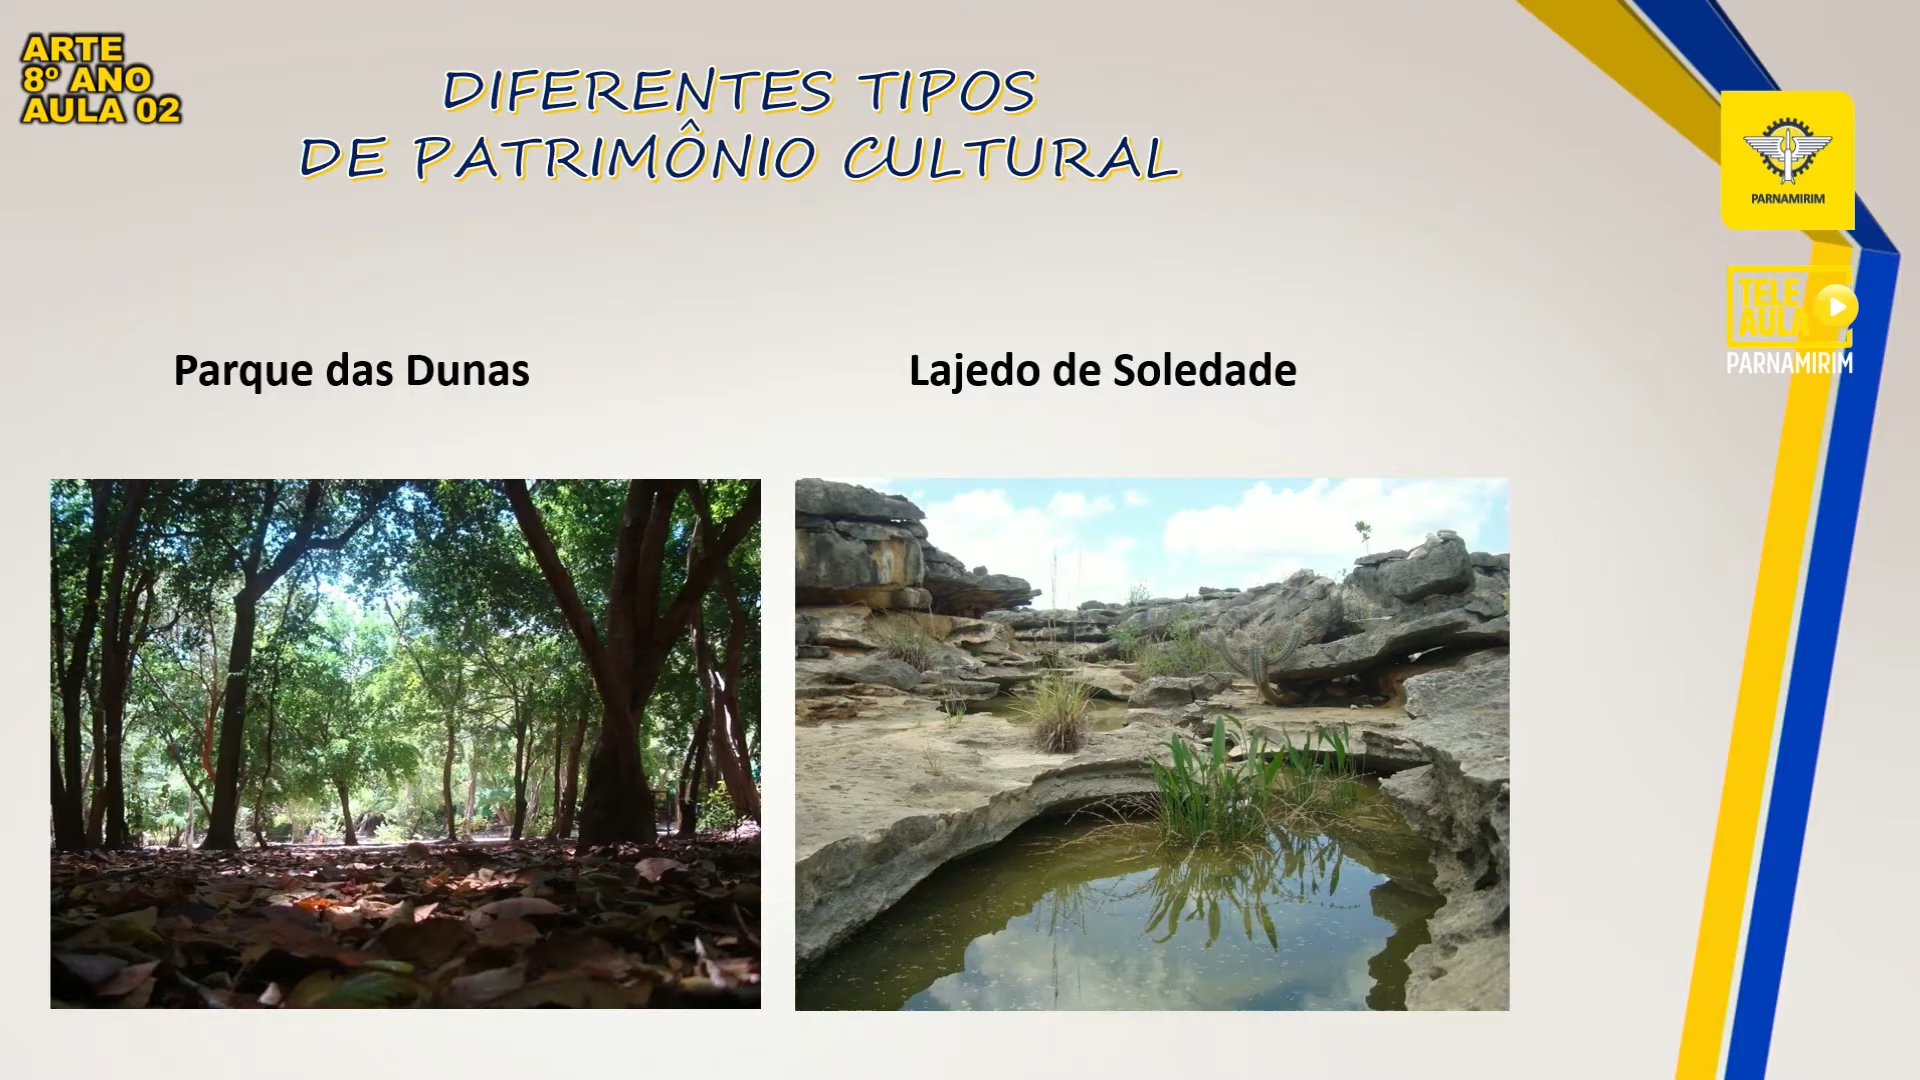 ARTE
8º ANO
AULA 02
DIFERENTES TIPOS
DE PATRIMÔNIO CULTURAL
PARNAMIRIM
TELE
AULA
PARNAMIRIM
Parque das Dunas
Lajedo de Soledade